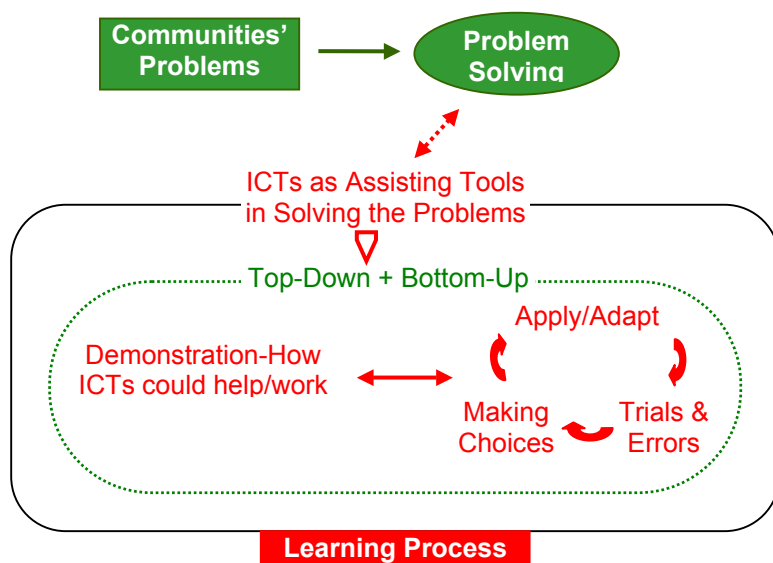 Communities’
Problems
Problem
Solving
ICTs as Assisting Tools
in Solving the Problems
Top-Down + Bottom-Up
Apply/Adapt
Demonstration-How
ICTs could help/work
Making
Choices
Trials &
Errors
Learning Process